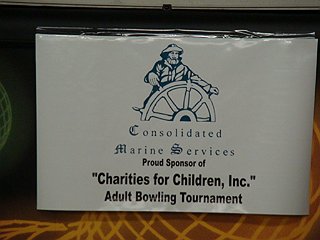 Consolidated
Marine Services
Proud Sponsor of
"Charities for Children, Inc."
Adult Bowling Tournament